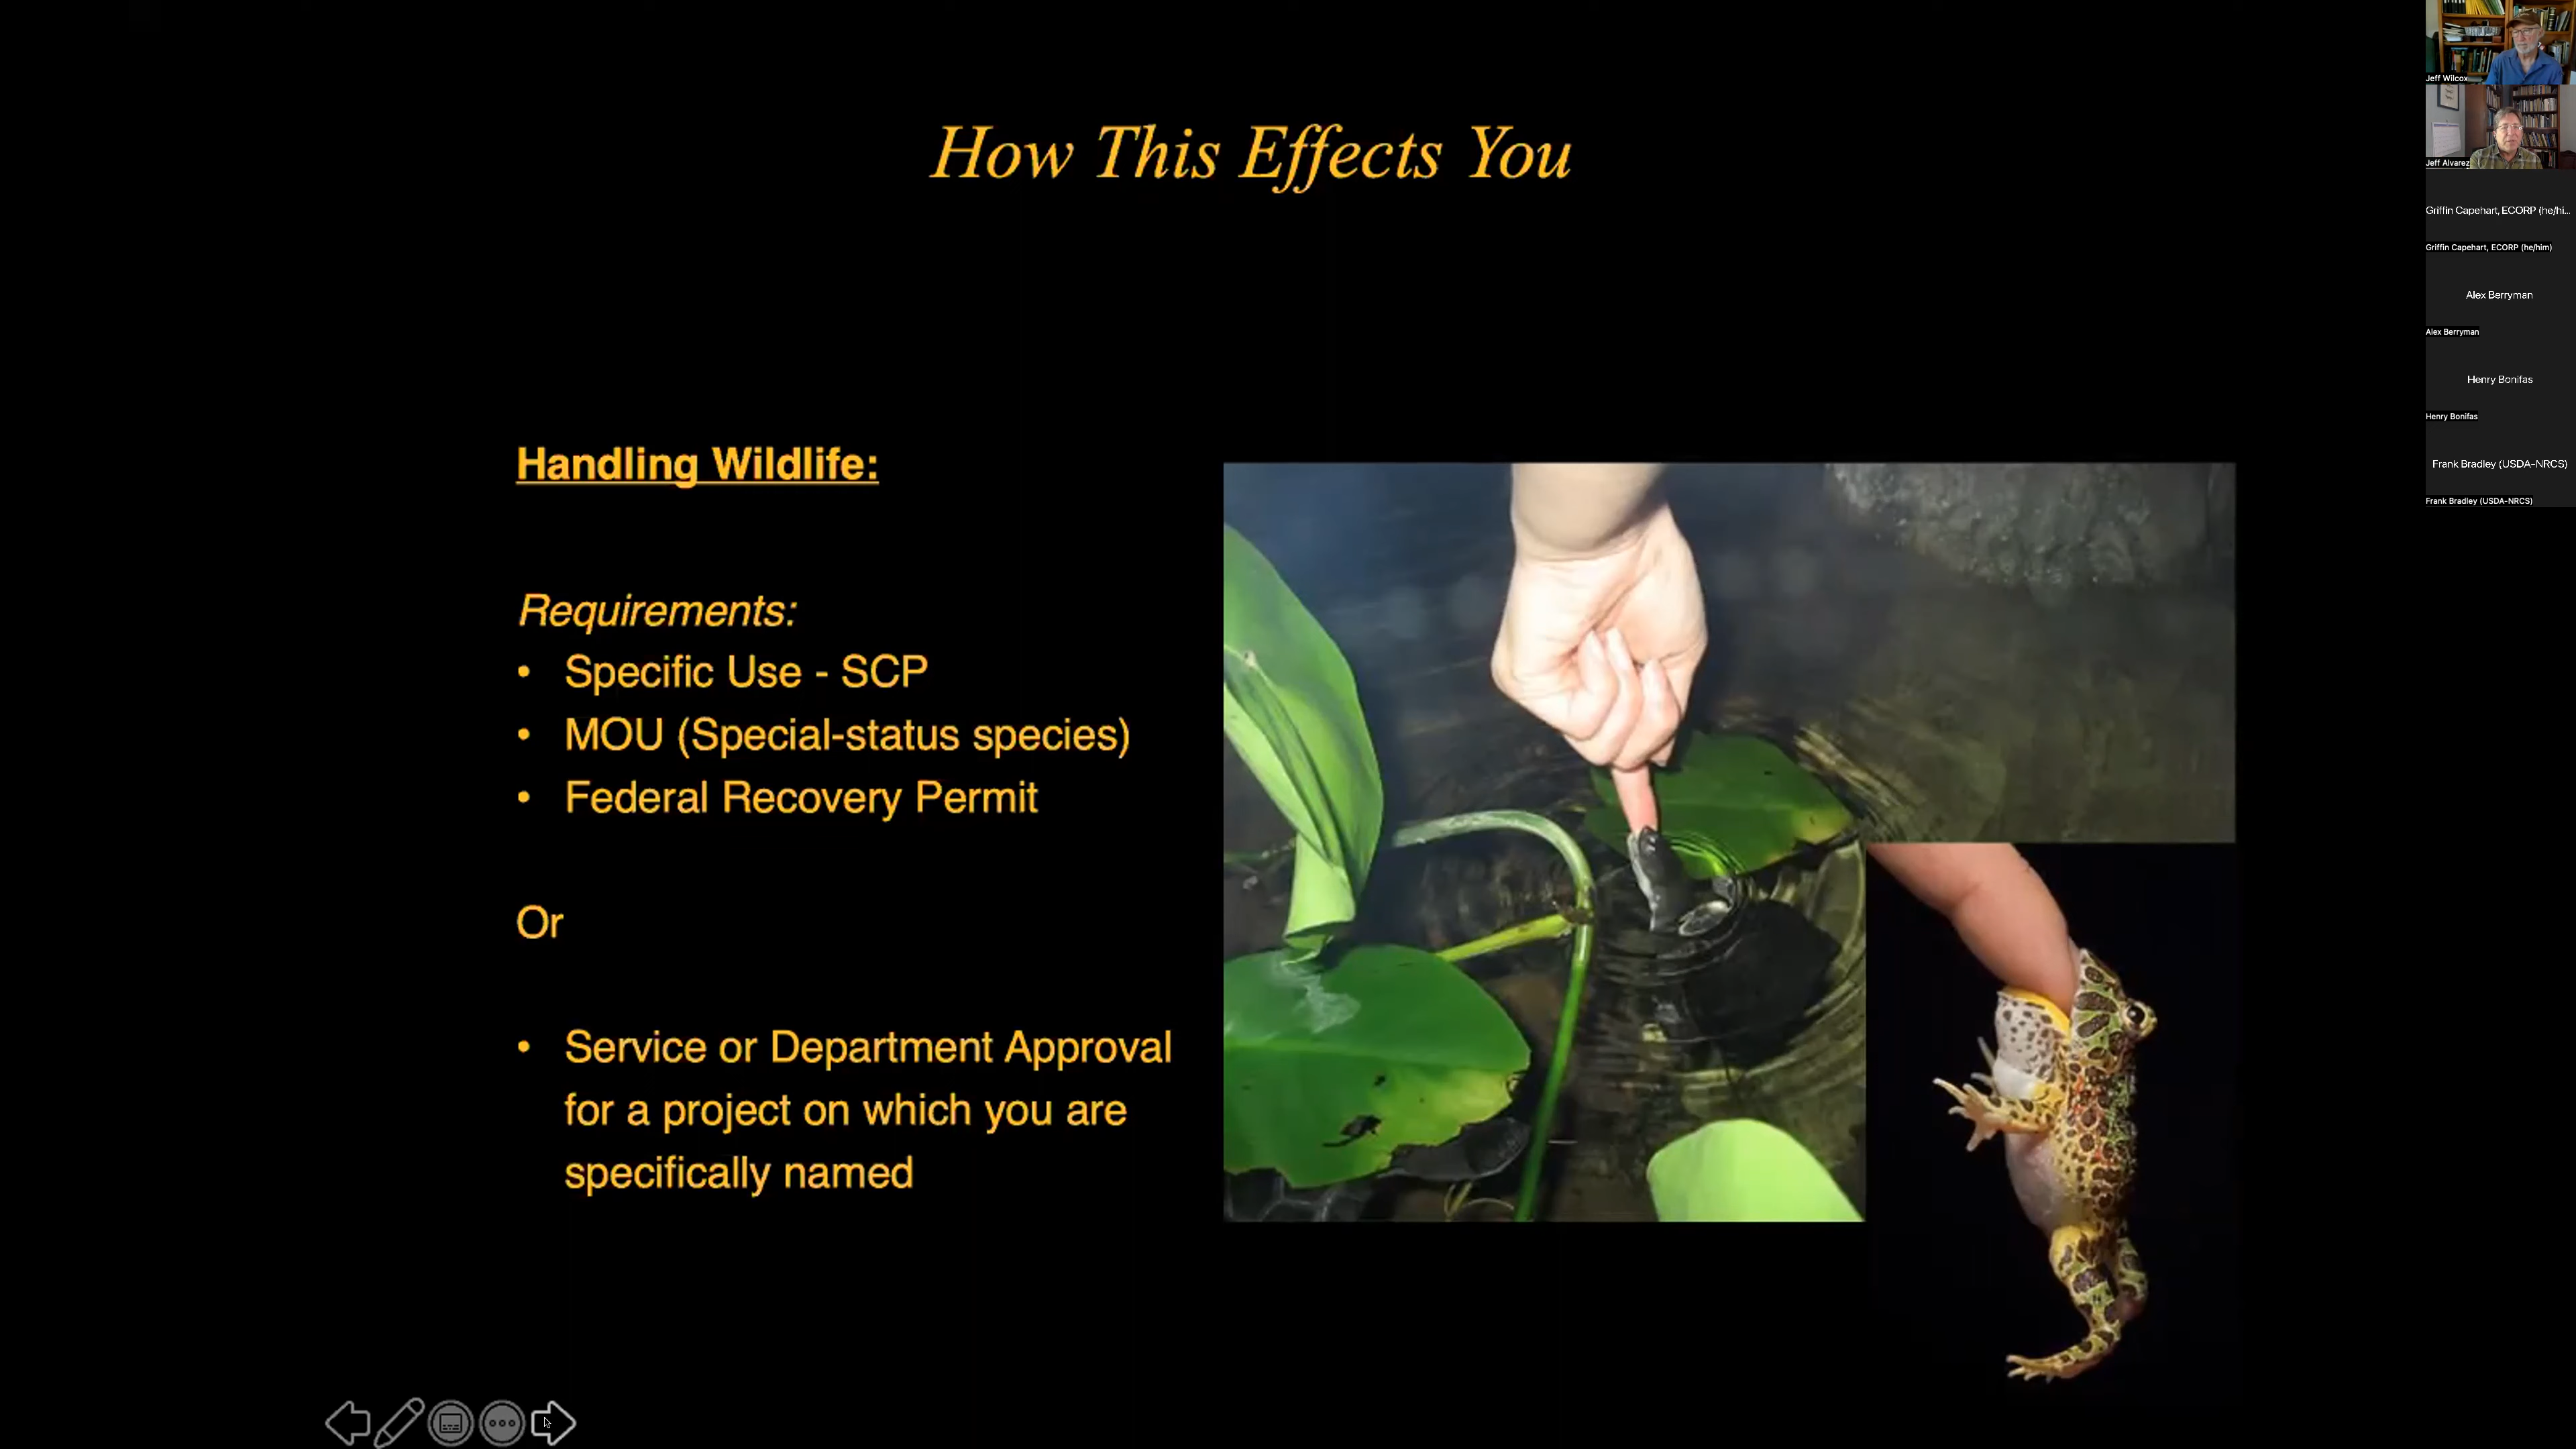 How This Effects You
Handling Wildlife:
Requirements:
• Specific Use - SCP
• MOU (Special-status species)
• Federal Recovery Permit
Or
• Service or Department Approval
for a project on which you are
specifically named
Jeff Wilcox
Jeff Alvarez
Griffin Capehart, ECORP (he/hi...
Griffin Capehart, ECORP (he/him)
Alex Berryman
Alex Berryman
Henry Bonifas
Henry Bonifas
Frank Bradley (USDA-NRCS)
Frank Bradley (USDA-NRCS)